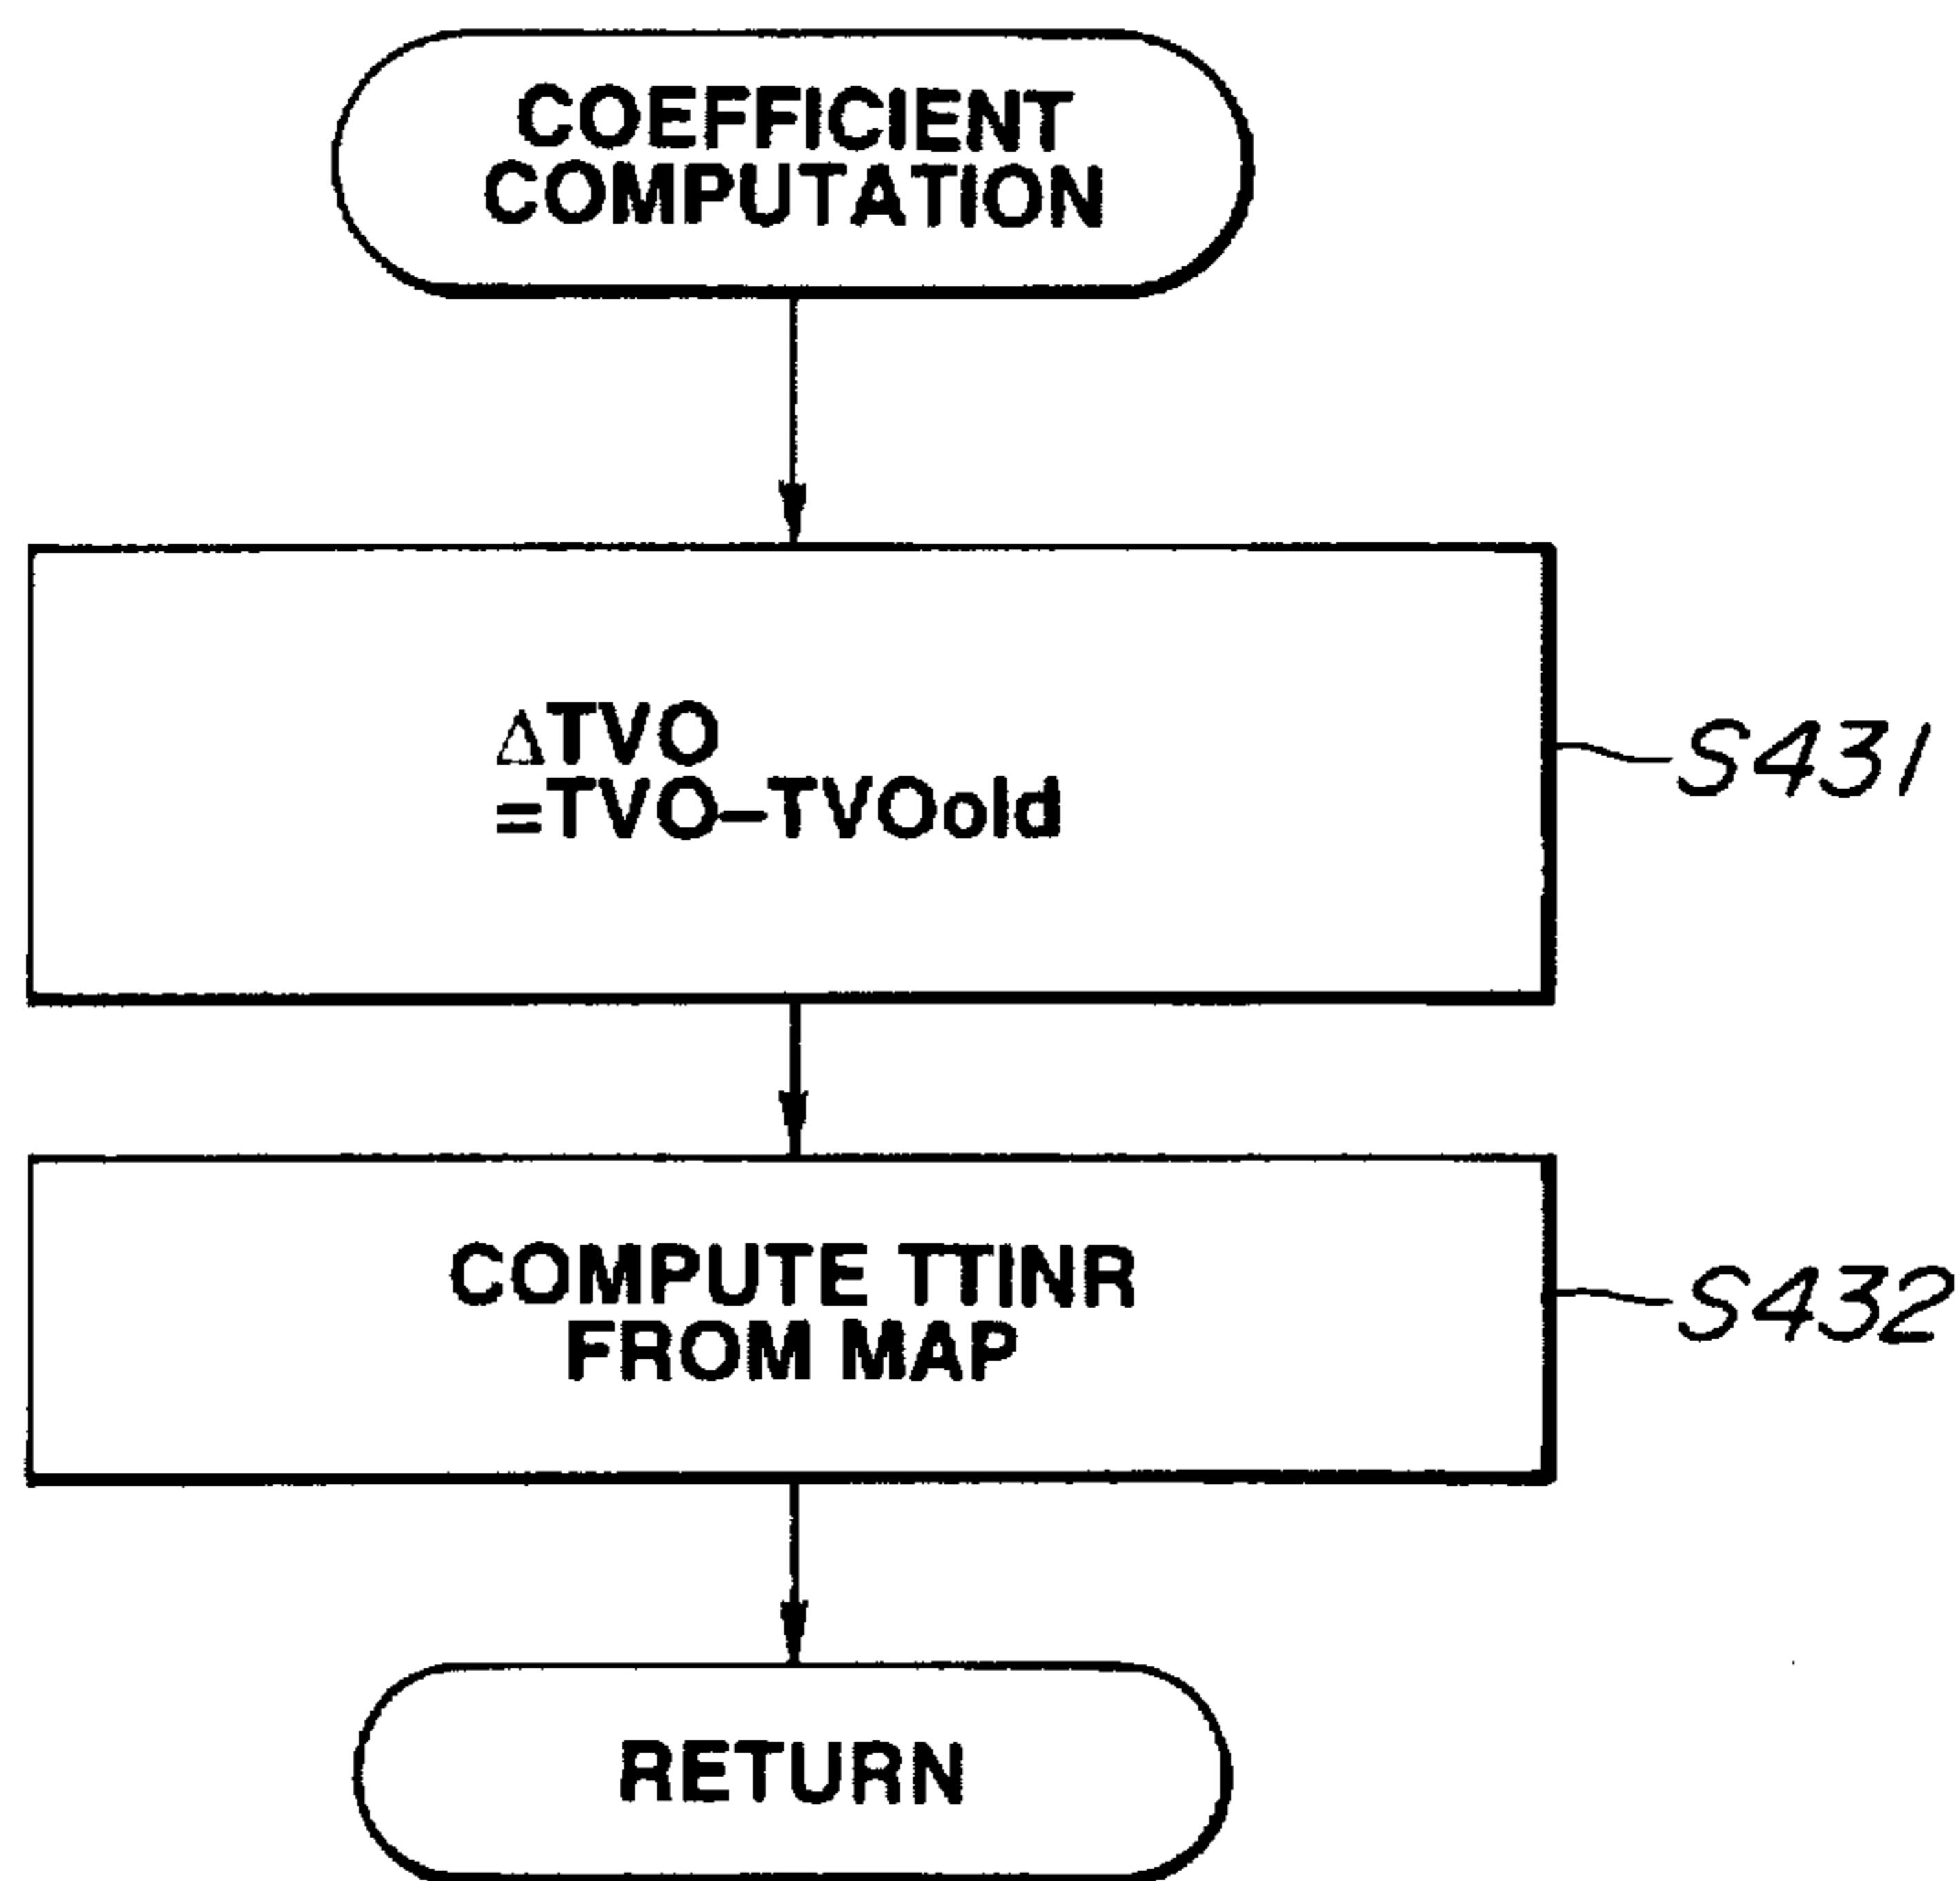 COEFFICIENT
COMPUTATION
ΔTVO
=TVO–TVOold
S431
COMPUTE TTINR
FROM MAP
S432
RETURN